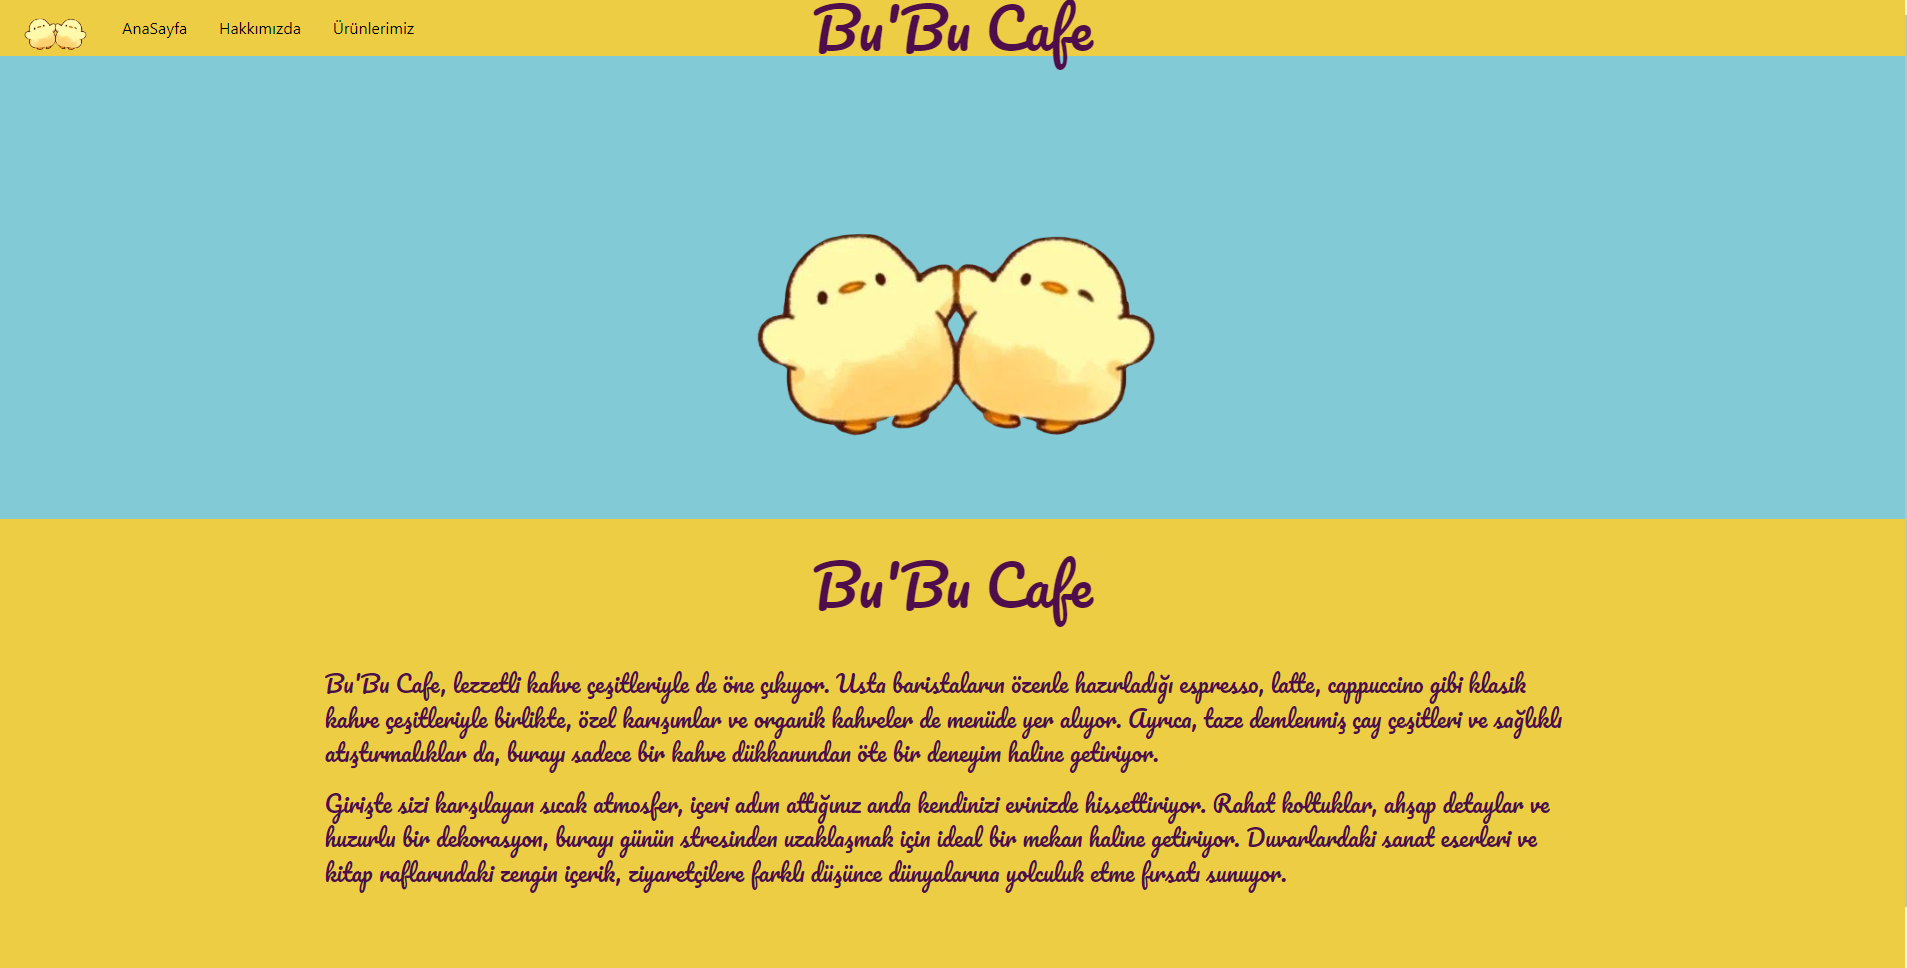 AnaSayfa Hakkımızda Ürünlerimiz
Bu'Bu Cafe
Bu'Bu Cafe
Bu'Bu Cafe, lezzetli kahve çeşitleriyle de öne çıkıyor. Usta baristaların özenle hazırladığı espresso, latte, cappuccino gibi klasik
kahve çeşitleriyle birlikte, özel karışımlar ve organik kahveler de menüde yer alıyor. Ayrıca, taze demlenmiş çay çeşitleri ve sağlıklı
atıştırmalıklar da, burayı sadece bir kahve dükkanından öte bir deneyim haline getiriyor.
Girişte sizi karşılayan sıcak atmosfer, içeri adım attığınız anda kendinizi evinizde hissettiriyor. Rahat koltuklar, ahşap detaylar ve
huzurlu bir dekorasyon, burayı günün stresinden uzaklaşmak için ideal bir mekan haline getiriyor. Duvarlardaki sanat eserleri ve
kitap raflarındaki zengin içerik, ziyaretçilere farklı düşünce dünyalarına yolculuk etme fırsatı sunuyor.